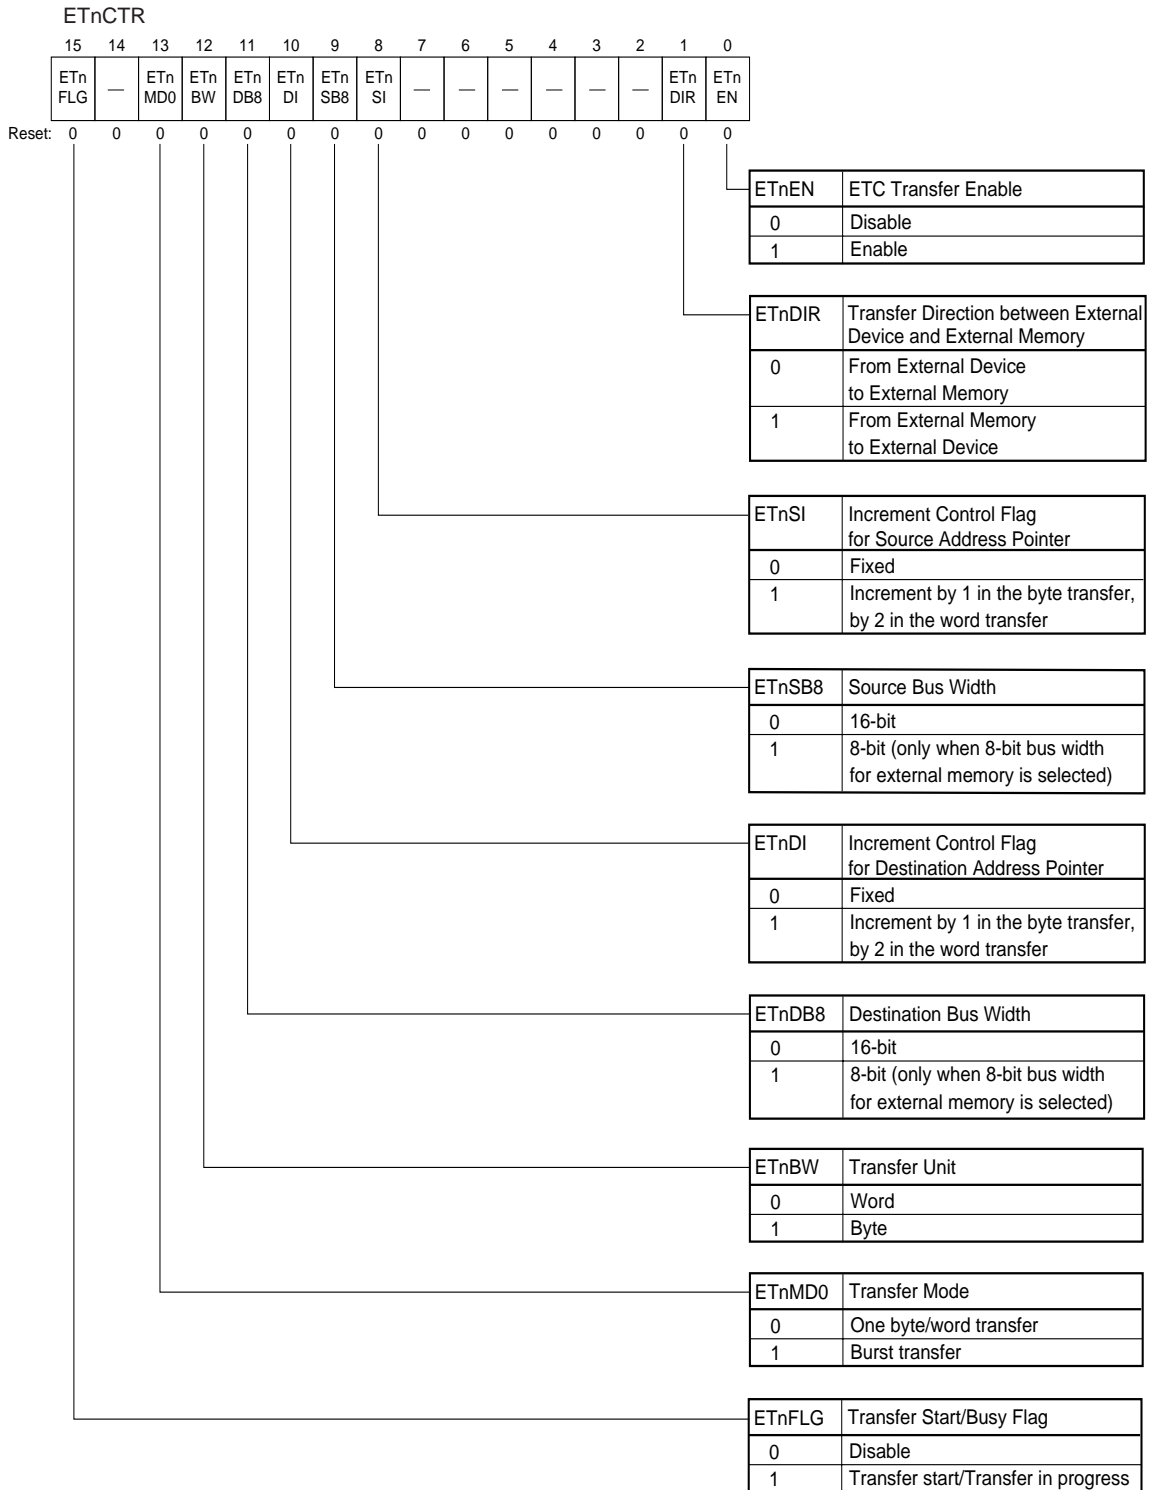 ETnCTR
15 14 13 12 11 10 9 8 7 6 5 4 3 2 1 0
ETn FLG — ETn MD0 ETn BW ETn DB8 ETn DI ETn SB8 ETn SI — — — — — — ETn DIR ETn EN
Reset: 0 0 0 0 0 0 0 0 0 0 0 0 0 0 0 0
ETnEN ETC Transfer Enable
0 Disable
1 Enable
ETnDIR Transfer Direction between External
Device and External Memory
0 From External Device
to External Memory
1 From External Memory
to External Device
ETnSI Increment Control Flag
for Source Address Pointer
0 Fixed
1 Increment by 1 in the byte transfer,
by 2 in the word transfer
ETnSB8 Source Bus Width
0 16-bit
1 8-bit (only when 8-bit bus width
for external memory is selected)
ETnDI Increment Control Flag
for Destination Address Pointer
0 Fixed
1 Increment by 1 in the byte transfer,
by 2 in the word transfer
ETnDB8 Destination Bus Width
0 16-bit
1 8-bit (only when 8-bit bus width
for external memory is selected)
ETnBW Transfer Unit
0 Word
1 Byte
ETnMD0 Transfer Mode
0 One byte/word transfer
1 Burst transfer
ETnFLG Transfer Start/Busy Flag
0 Disable
1 Transfer start/Transfer in progress